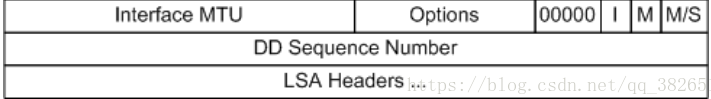 Interface MTU Options 00000 I M M/S
DD Sequence Number
LSA Headers ...
https://blog.csdn.net/qq_38265